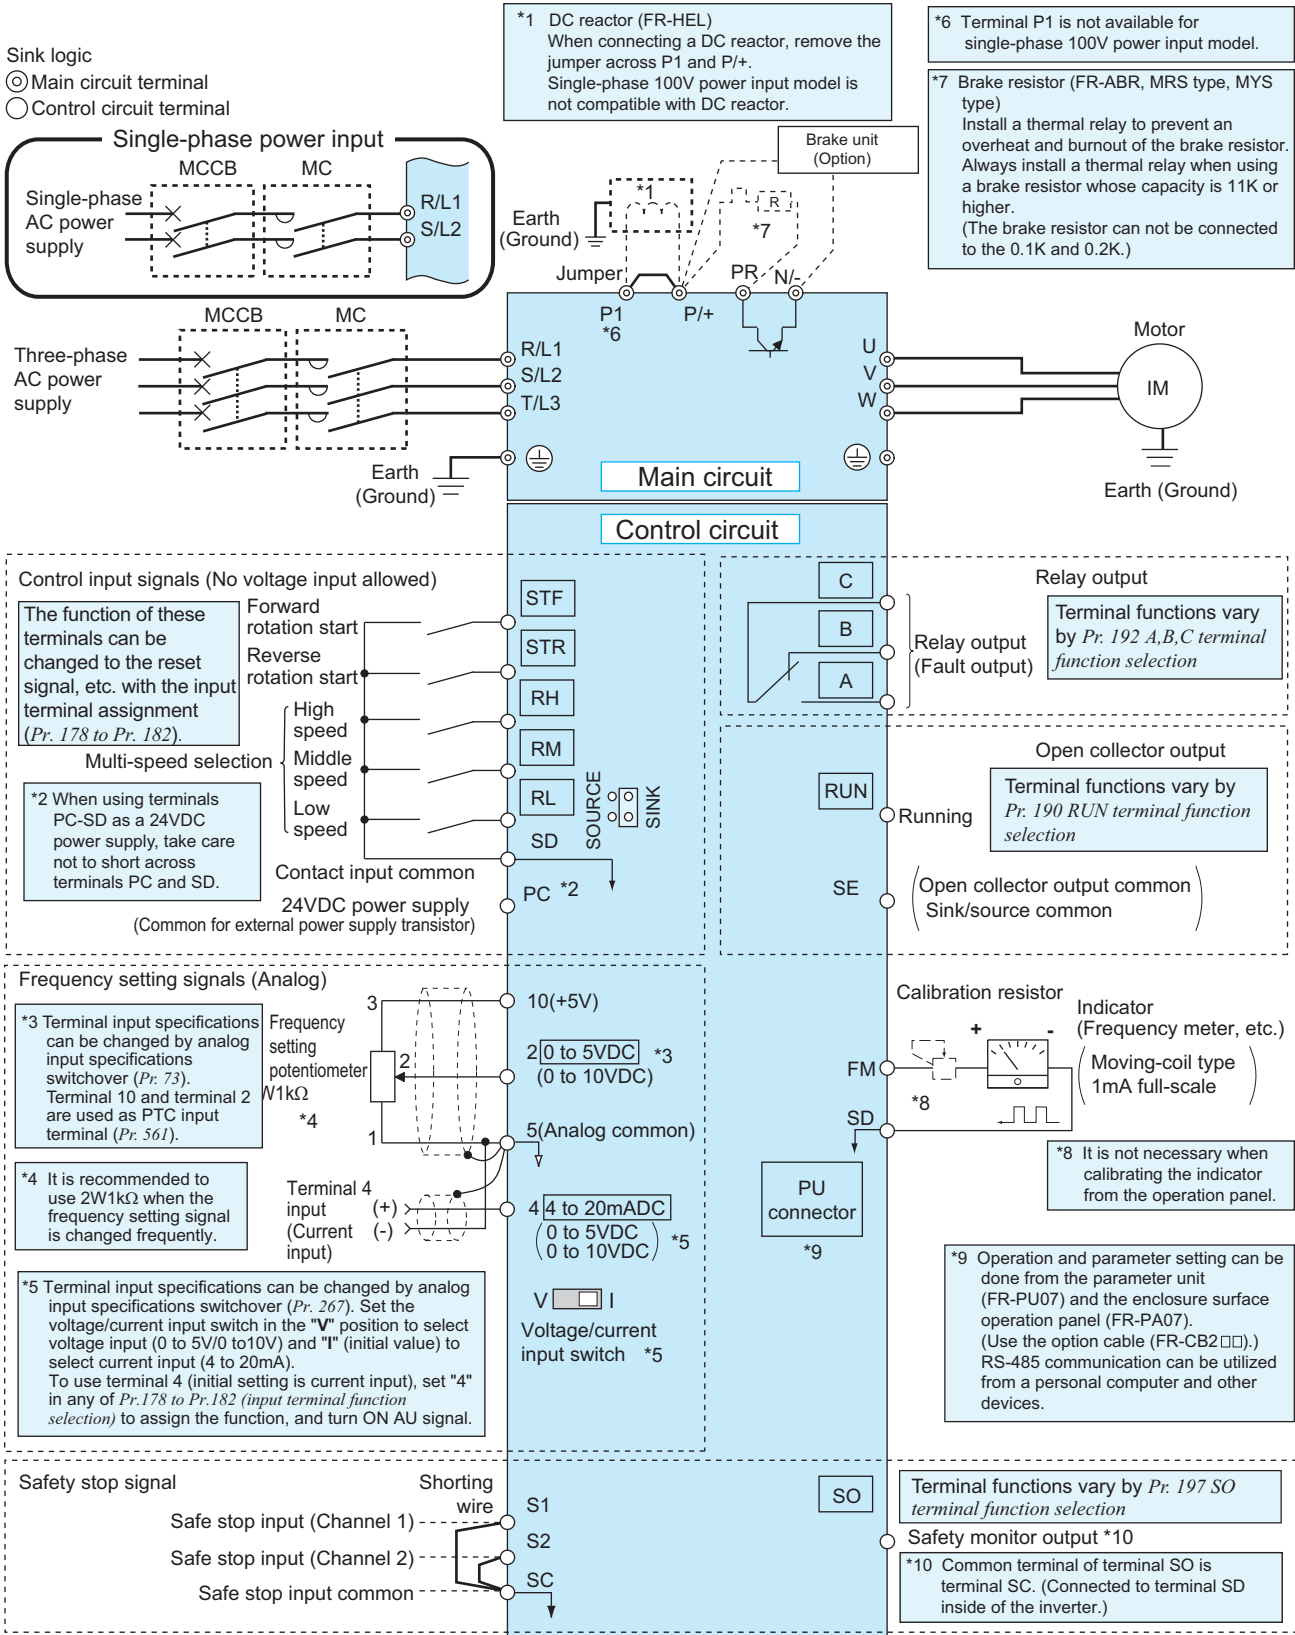 *1 DC reactor (FR-HEL)
When connecting a DC reactor, remove the
jumper across P1 and P/+.
Single-phase 100V power input model is
not compatible with DC reactor.
*6 Terminal P1 is not available for
single-phase 100V power input model.
Sink logic
Main circuit terminal
Control circuit terminal
*7 Brake resistor (FR-ABR, MRS type, MYS
type)
Install a thermal relay to prevent an
overheat and burnout of the brake resistor.
Always install a thermal relay when using
a brake resistor whose capacity is 11K or
higher.
(The brake resistor can not be connected
to the 0.1K and 0.2K.)
Single-phase power input
MCCB
MC
Single-phase
AC power
supply
R/L1
S/L2
Brake unit
(Option)
*1
R
*7
Earth
(Ground)
Jumper
PR
N/-
P1
*6
P/+
MCCB
MC
Three-phase
AC power
supply
R/L1
S/L2
T/L3
U
V
W
Motor
IM
Earth
(Ground)
Main circuit
Earth (Ground)
Control circuit
Control input signals (No voltage input allowed)
The function of these
terminals can be
changed to the reset
signal, etc. with the input
terminal assignment
(Pr. 178 to Pr. 182).
Forward
rotation start
Reverse
rotation start
High
speed
Multi-speed selection
Middle
speed
Low
speed
STF
STR
RH
RM
RL
SD
SOURCE
SINK
*2 When using terminals
PC-SD as a 24VDC
power supply, take care
not to short across
terminals PC and SD.
Contact input common
PC *2
24VDC power supply
(Common for external power supply transistor)
C
B
A
Relay output
Terminal functions vary
by Pr. 192 A,B,C terminal
function selection
Relay output
(Fault output)
Open collector output
Terminal functions vary by
Pr. 190 RUN terminal function
selection
RUN
Running
SE
Open collector output common
Sink/source common
Frequency setting signals (Analog)
*3 Terminal input specifications
can be changed by analog
input specifications
switchover (Pr. 73).
Terminal 10 and terminal 2
are used as PTC input
terminal (Pr. 561).
Frequency
setting
potentiometer
W1kΩ
*4
3
2
1
10(+5V)
2 0 to 5VDC *3
(0 to 10VDC)
5(Analog common)
*4 It is recommended to
use 2W1kΩ when the
frequency setting signal
is changed frequently.
Terminal 4
input
(Current
input)
(+)
(-)
4 4 to 20mADC
0 to 5VDC
0 to 10VDC
*5
V
I
Voltage/current
input switch *5
*5 Terminal input specifications can be changed by analog
input specifications switchover (Pr. 267). Set the
voltage/current input switch in the "V" position to select
voltage input (0 to 5V/0 to10V) and "I" (initial value) to
select current input (4 to 20mA).
To use terminal 4 (initial setting is current input), set "4"
in any of Pr.178 to Pr.182 (input terminal function
selection) to assign the function, and turn ON AU signal.
Calibration resistor
Indicator
(Frequency meter, etc.)
+
-
Moving-coil type
1mA full-scale
FM
*8
SD
*8 It is not necessary when
calibrating the indicator
from the operation panel.
PU
connector
*9
*9 Operation and parameter setting can be
done from the parameter unit
(FR-PU07) and the enclosure surface
operation panel (FR-PA07).
(Use the option cable (FR-CB2□□).)
RS-485 communication can be utilized
from a personal computer and other
devices.
Safety stop signal
Shorting
wire
Safe stop input (Channel 1)
Safe stop input (Channel 2)
Safe stop input common
S1
S2
SC
SO
Terminal functions vary by Pr. 197 SO
terminal function selection
Safety monitor output *10
*10 Common terminal of terminal SO is
terminal SC. (Connected to terminal SD
inside of the inverter.)